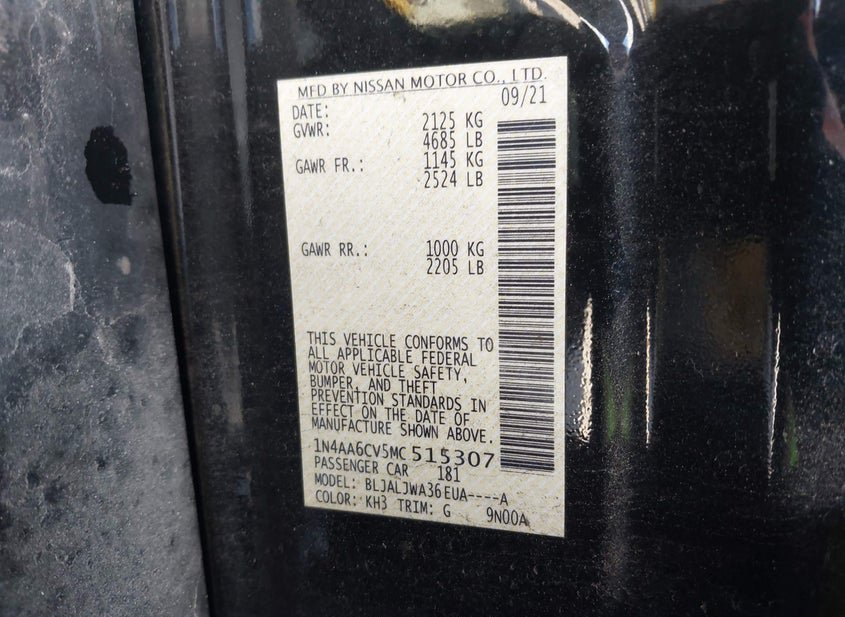 MFD BY NISSAN MOTOR CO., LTD.
DATE: 09/21
GVWR: 2125 KG
4685 LB
GAWR FR.: 1145 KG
2524 LB
GAWR RR.: 1000 KG
2205 LB
THIS VEHICLE CONFORMS TO
ALL APPLICABLE FEDERAL
MOTOR VEHICLE SAFETY,
BUMPER, AND THEFT
PREVENTION STANDARDS IN
EFFECT ON THE DATE OF
MANUFACTURE SHOWN ABOVE.
1N4AA6CV5MC515307
PASSENGER CAR 181
MODEL: BLJALJWA36EUA----A
COLOR: KH3 TRIM: G 9N00A